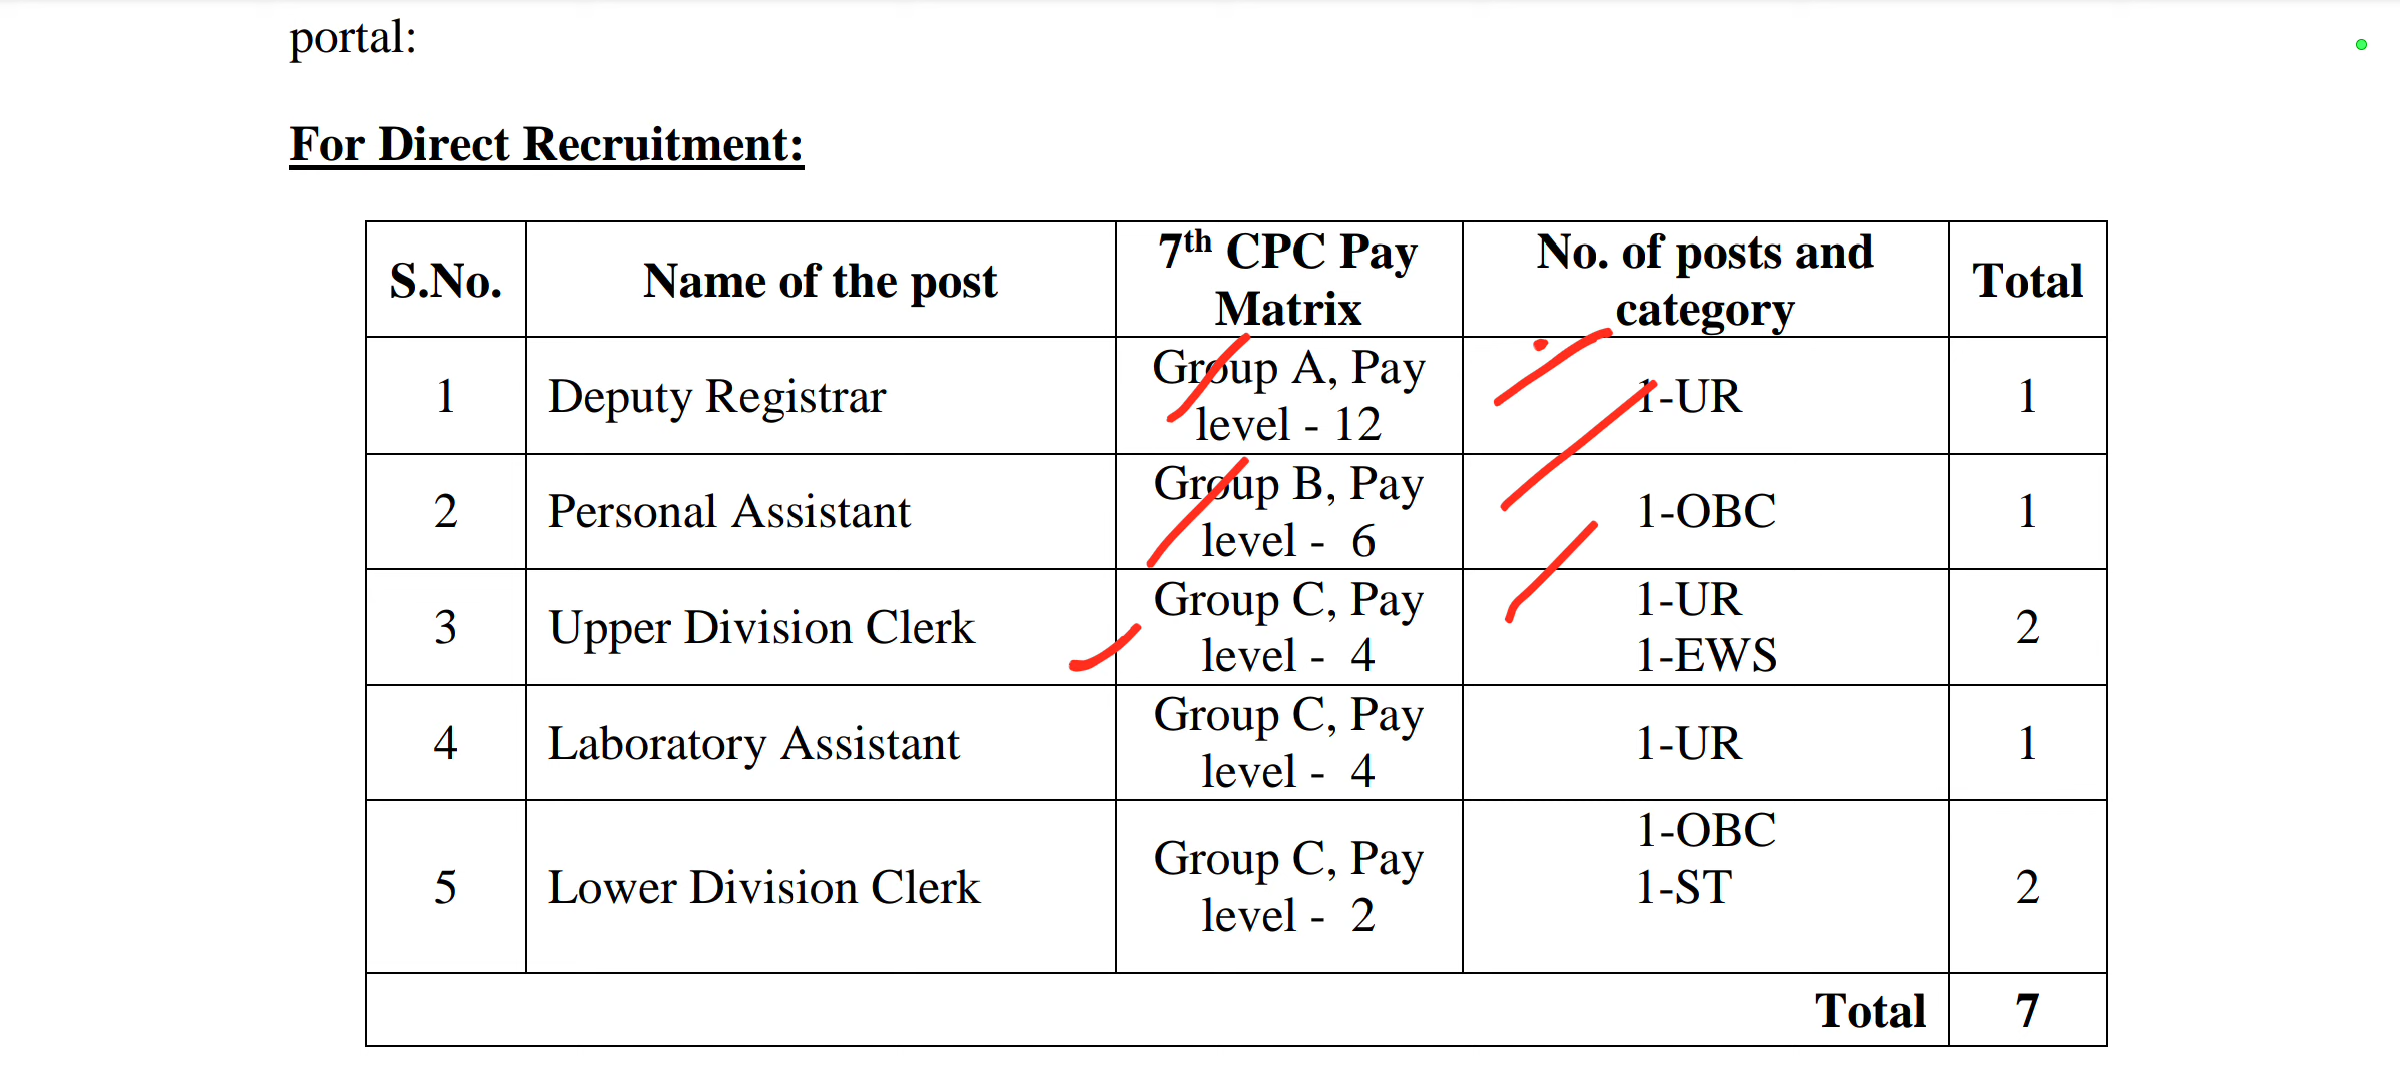 portal:
For Direct Recruitment:
S.No. Name of the post 7th CPC Pay Matrix No. of posts and category Total
1 Deputy Registrar Group A, Pay level - 12 1-UR 1
2 Personal Assistant Group B, Pay level - 6 1-OBC 1
3 Upper Division Clerk Group C, Pay level - 4 1-UR 1-EWS 2
4 Laboratory Assistant Group C, Pay level - 4 1-UR 1
5 Lower Division Clerk Group C, Pay level - 2 1-OBC 1-ST 2
Total 7